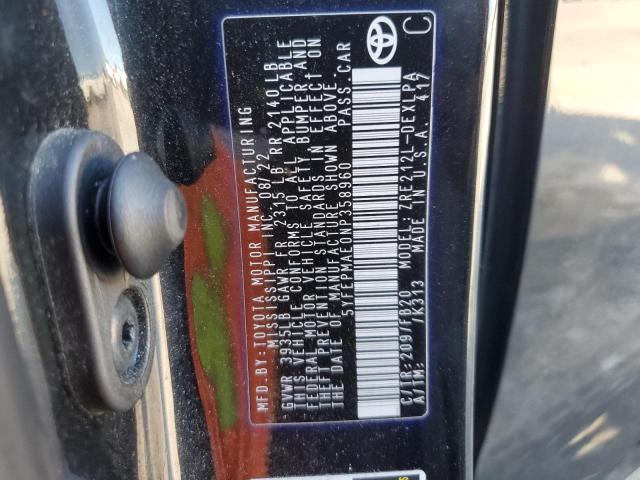 MFD.BY:TOYOTA MOTOR MANUFACTURING
MISSISSIPPI INC. 08/22
GVWR 3935LB GAWR FR 2315LB RR 2140LB
THIS VEHICLE CONFORMS TO ALL APPLICABLE
FEDERAL MOTOR VEHICLE SAFETY, BUMPER, AND
THEFT PREVENTION STANDARDS IN EFFECT ON
THE DATE OF MANUFACTURE SHOWN ABOVE.
5YFEPMAE0NP358960 PASS. CAR
C/TR:209/FB20 MODEL:ZRE212L-DEXLPA
A/TM: /K313 MADE IN U.S.A. 417
C